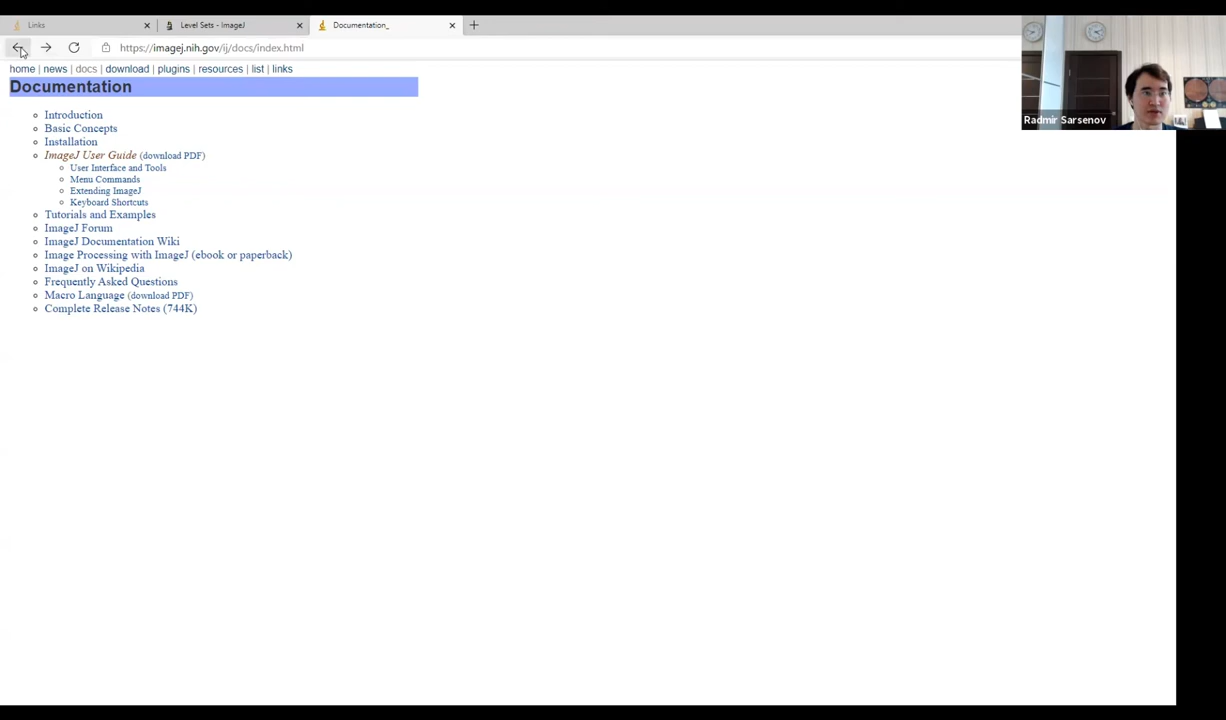 Links
Level Sets - ImageJ
Documentation_
https://imagej.nih.gov/ij/docs/index.html
home | news | docs | download | plugins | resources | list | links
Documentation
Introduction
Basic Concepts
Installation
ImageJ User Guide (download PDF)
User Interface and Tools
Menu Commands
Extending ImageJ
Keyboard Shortcuts
Tutorials and Examples
ImageJ Forum
ImageJ Documentation Wiki
Image Processing with ImageJ (ebook or paperback)
ImageJ on Wikipedia
Frequently Asked Questions
Macro Language (download PDF)
Complete Release Notes (744K)
Radmir Sarsenov